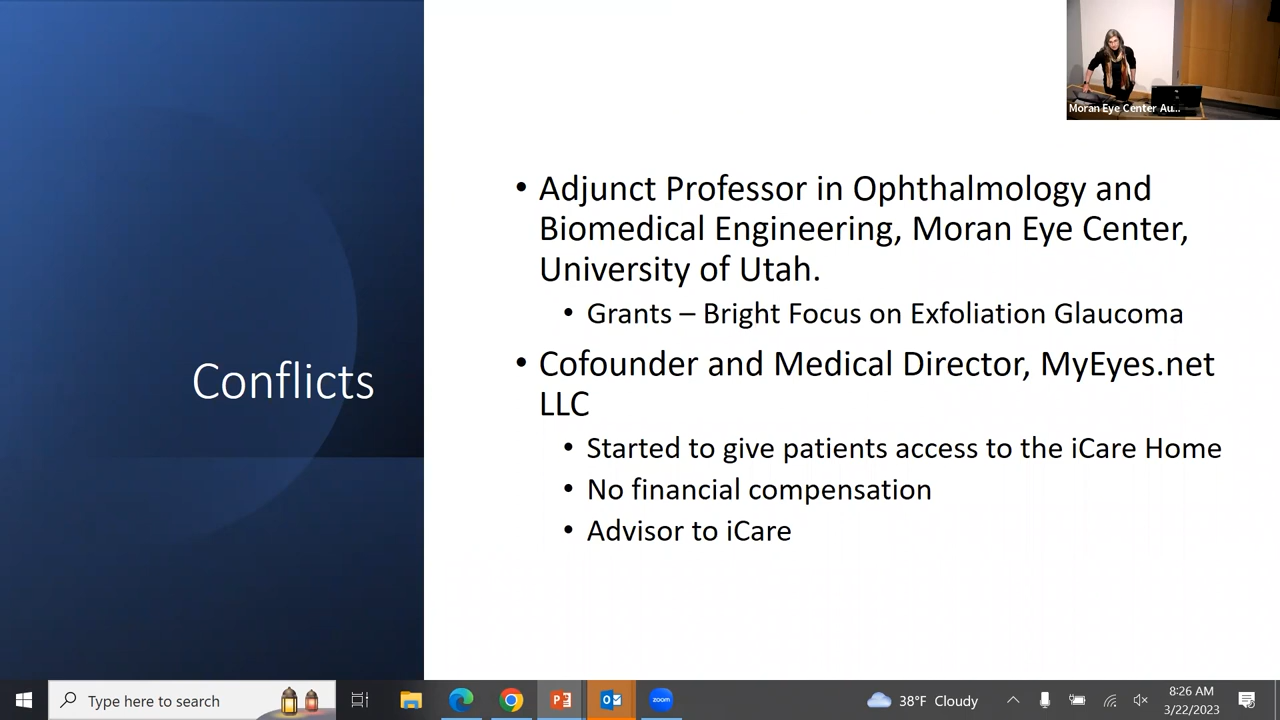 Moran Eye Center Au...
• Adjunct Professor in Ophthalmology and
Biomedical Engineering, Moran Eye Center,
University of Utah.
• Grants – Bright Focus on Exfoliation Glaucoma
Conflicts
• Cofounder and Medical Director, MyEyes.net
LLC
• Started to give patients access to the iCare Home
• No financial compensation
• Advisor to iCare
Type here to search
zoom
38°F Cloudy
8:26 AM
3/22/2023